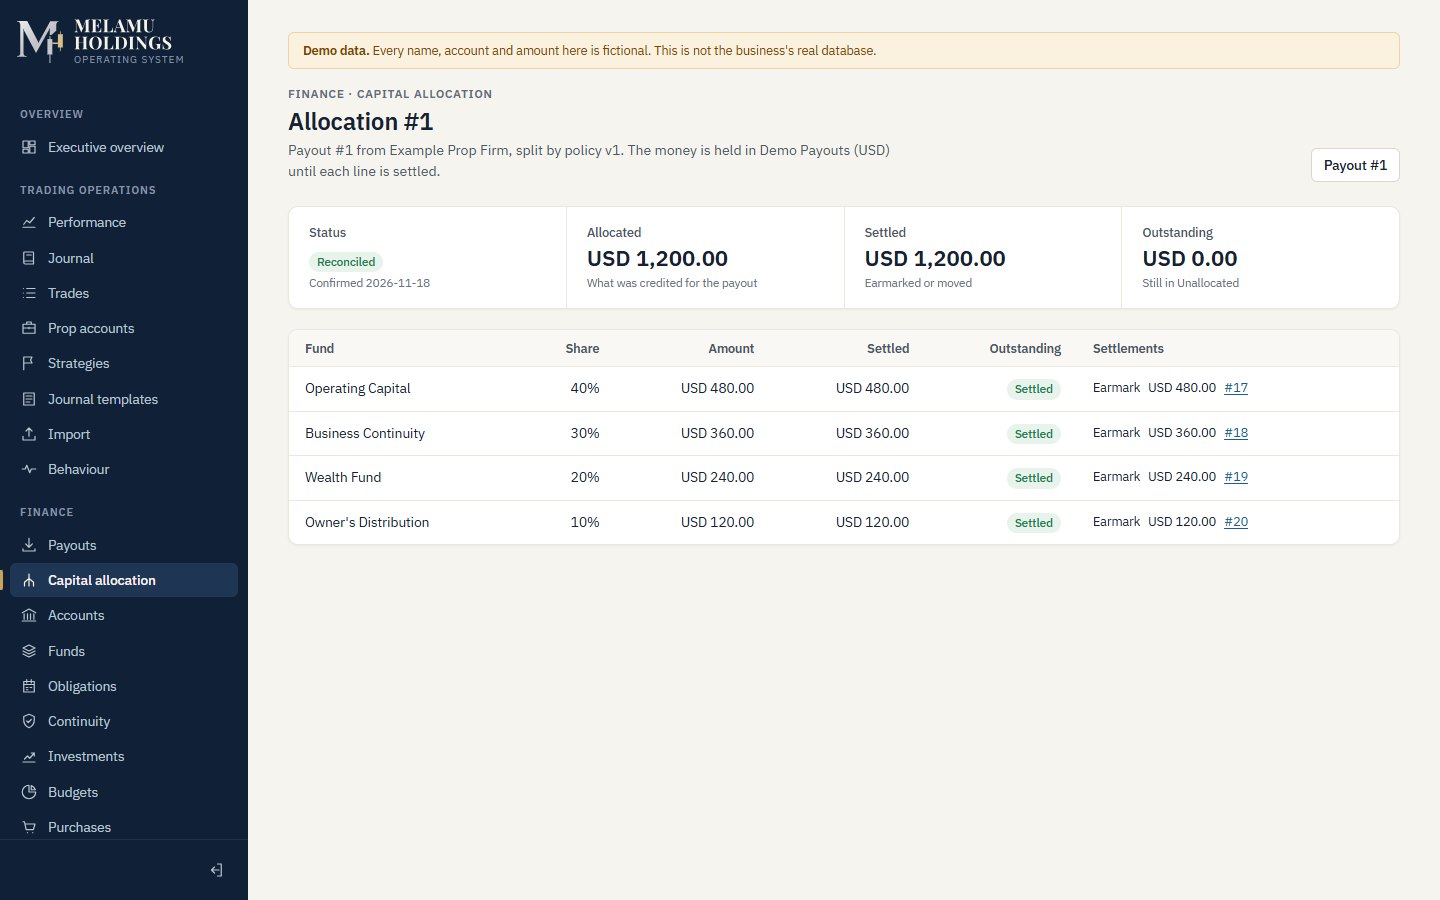 MELAMU
HOLDINGS
OPERATING SYSTEM
OVERVIEW
Executive overview
TRADING OPERATIONS
Performance
Journal
Trades
Prop accounts
Strategies
Journal templates
Import
Behaviour
FINANCE
Payouts
Capital allocation
Accounts
Funds
Obligations
Continuity
Investments
Budgets
Purchases
Demo data. Every name, account and amount here is fictional. This is not the business's real database.
FINANCE · CAPITAL ALLOCATION
Allocation #1
Payout #1 from Example Prop Firm, split by policy v1. The money is held in Demo Payouts (USD)
until each line is settled.
Payout #1
Status
Reconciled
Confirmed 2026-11-18
Allocated
USD 1,200.00
What was credited for the payout
Settled
USD 1,200.00
Earmarked or moved
Outstanding
USD 0.00
Still in Unallocated
Fund Share Amount Settled Outstanding Settlements
Operating Capital 40% USD 480.00 USD 480.00 Settled Earmark USD 480.00 #17
Business Continuity 30% USD 360.00 USD 360.00 Settled Earmark USD 360.00 #18
Wealth Fund 20% USD 240.00 USD 240.00 Settled Earmark USD 240.00 #19
Owner's Distribution 10% USD 120.00 USD 120.00 Settled Earmark USD 120.00 #20